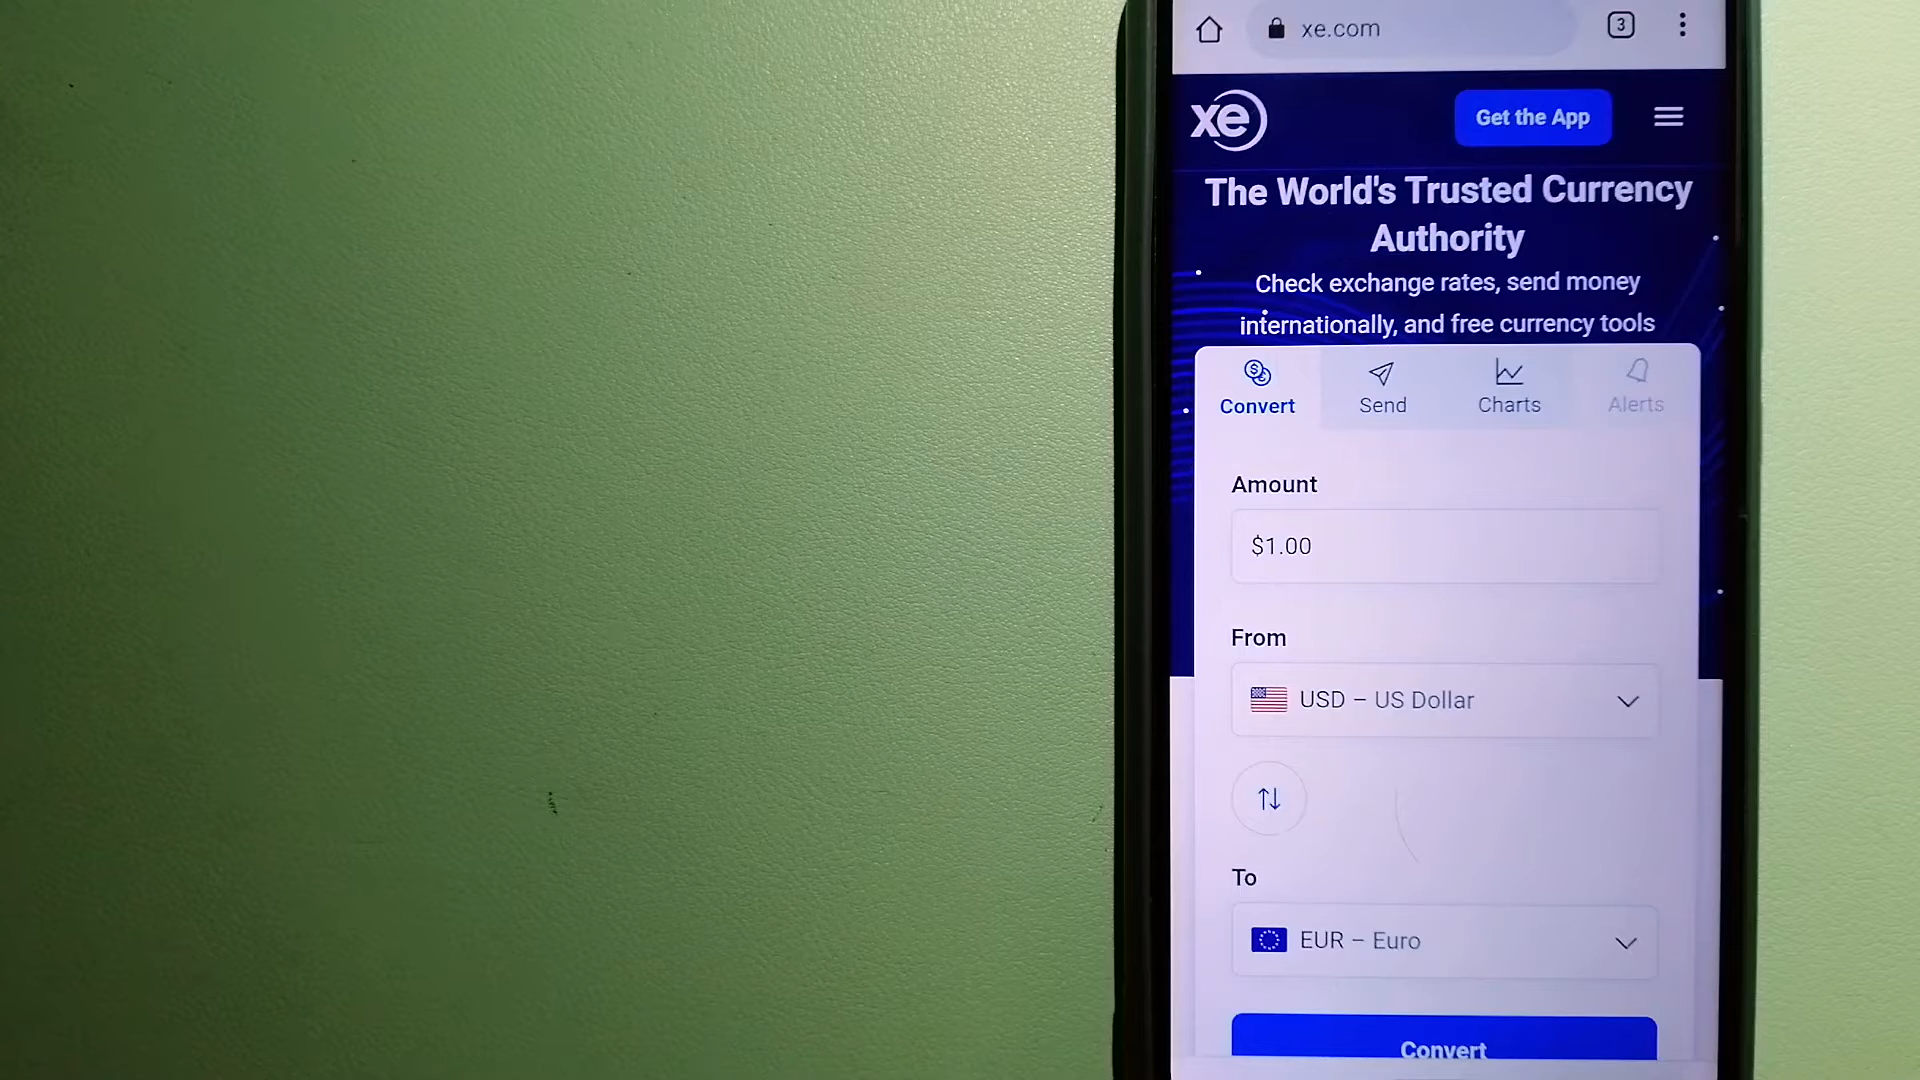 xe.com
3
xe
Get the App
The World's Trusted Currency
Authority
Check exchange rates, send money
internationally, and free currency tools
Convert
Send
Charts
Alerts
Amount
$1.00
From
USD – US Dollar
To
EUR – Euro
Convert